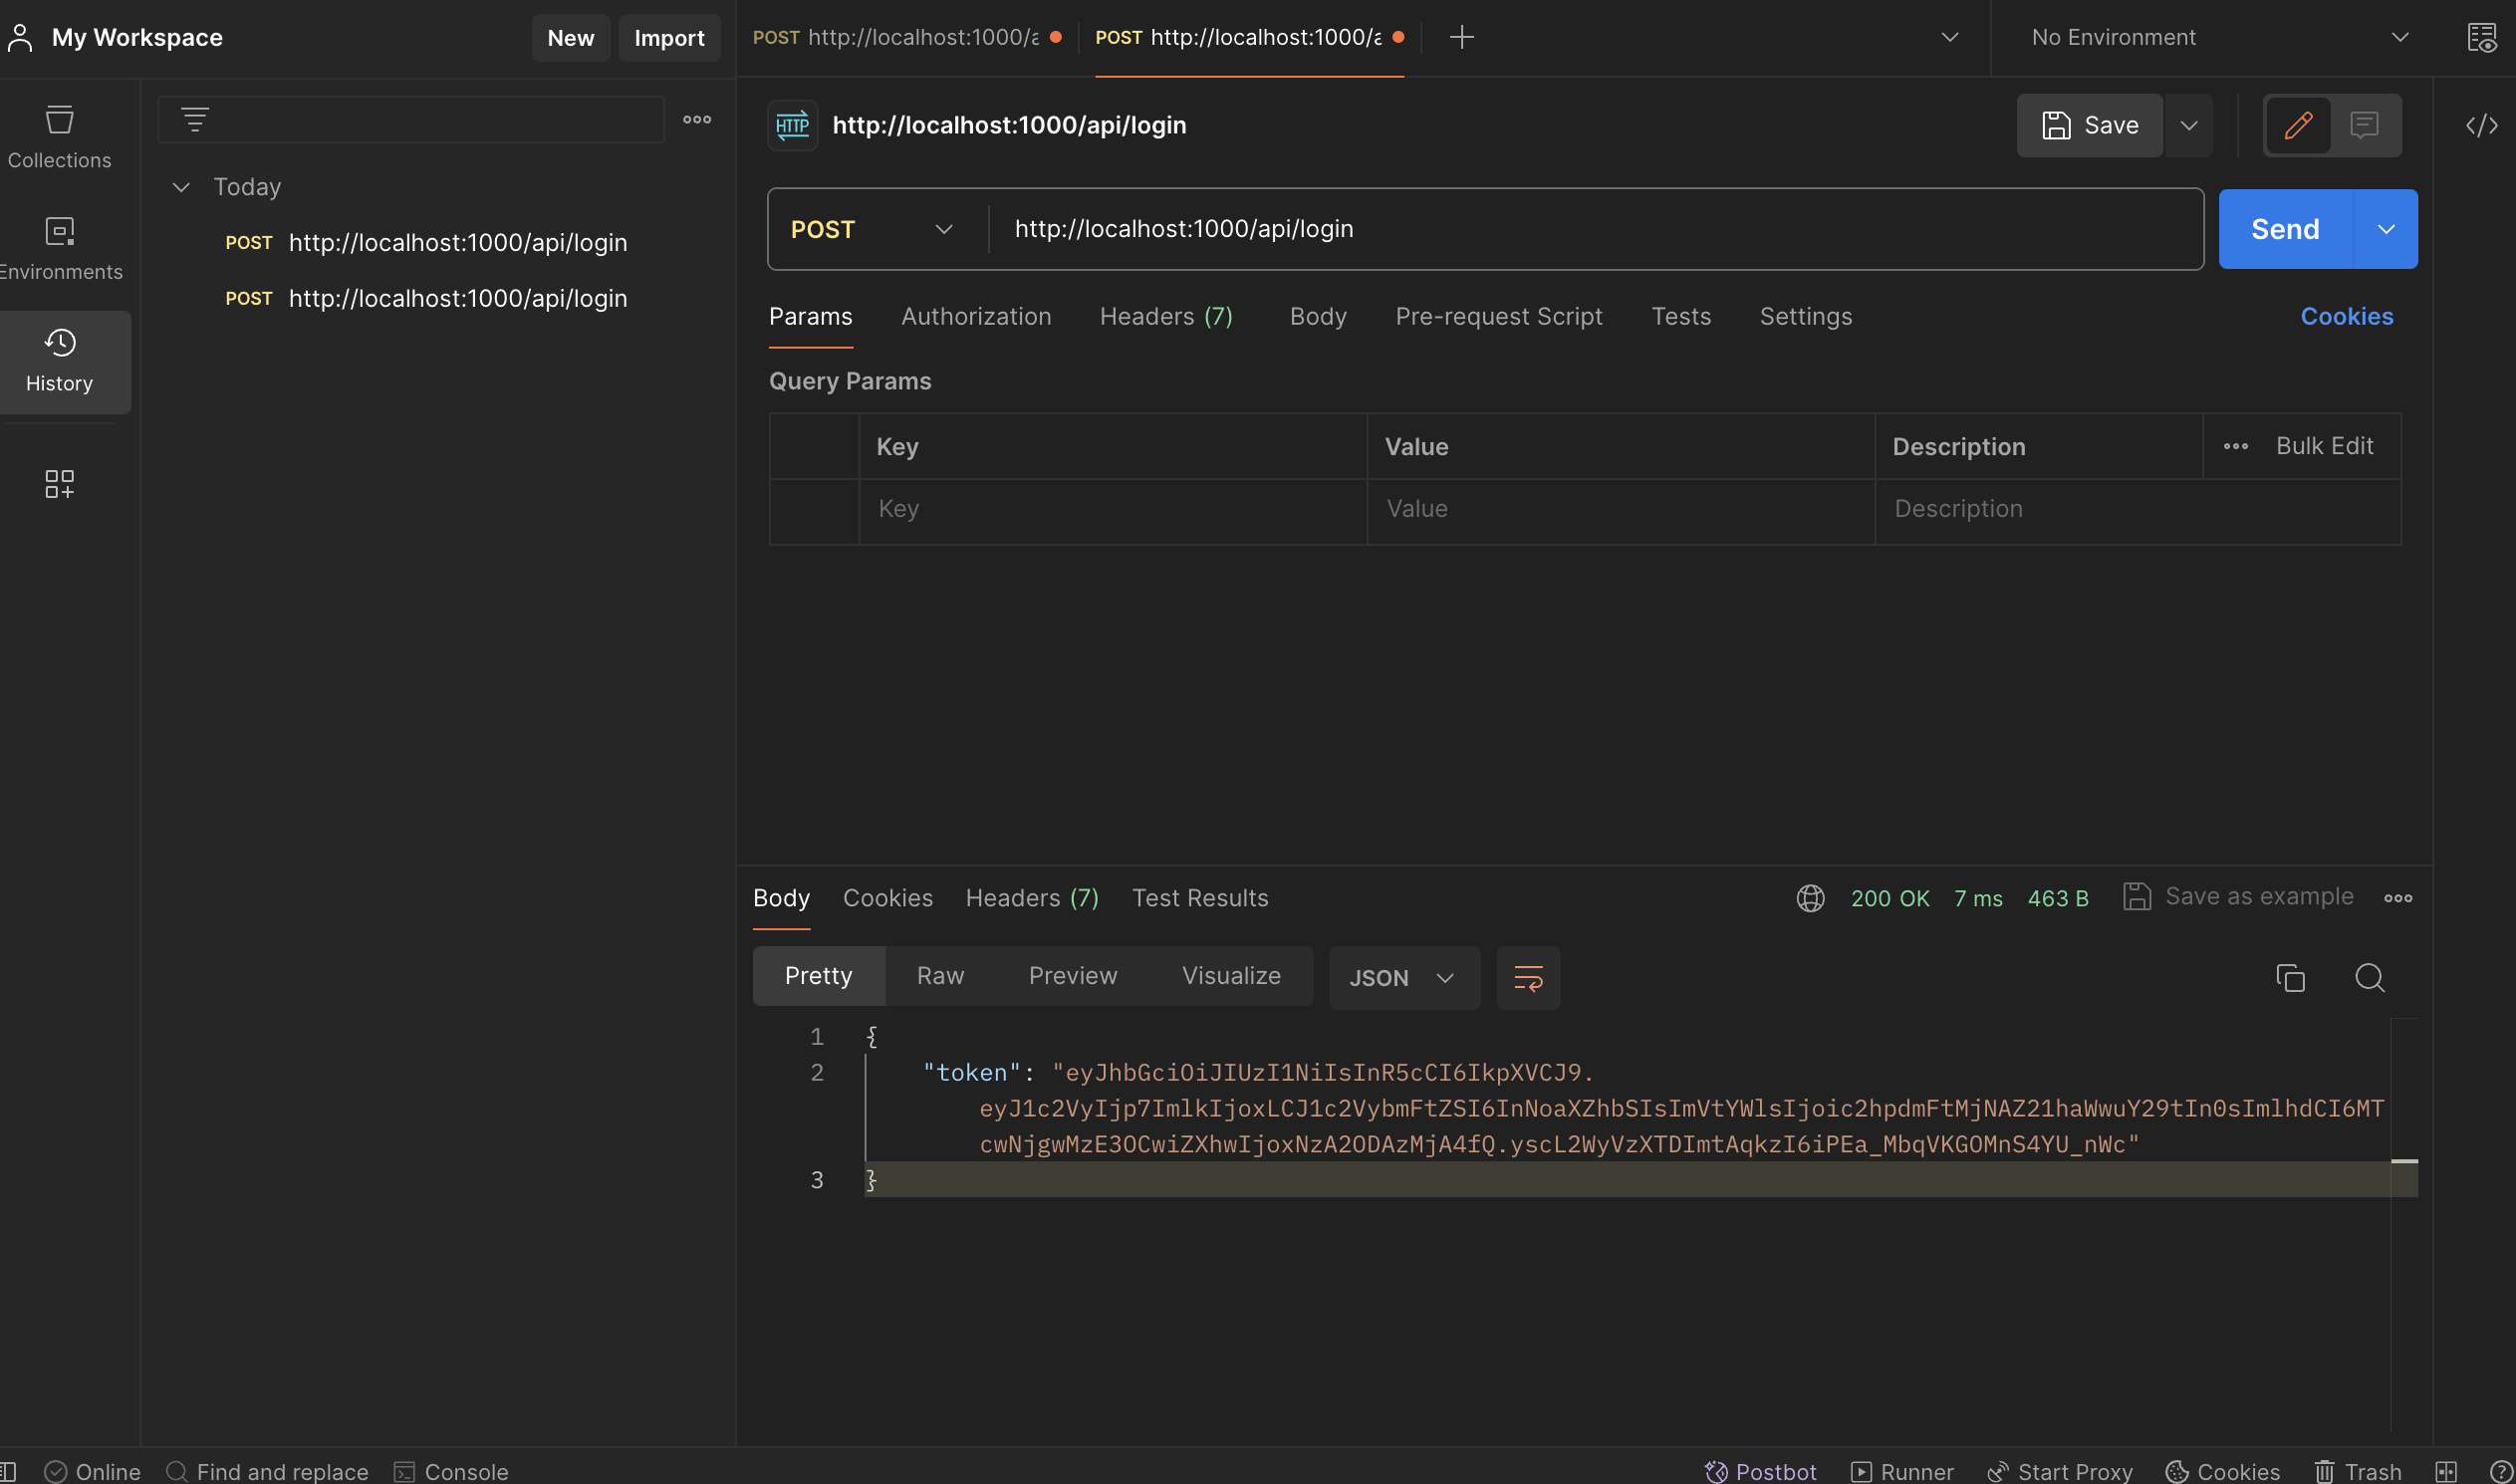 My Workspace
New
Import
POST http://localhost:1000/a
POST http://localhost:1000/a
No Environment
Collections
Environments
History
Today
POST http://localhost:1000/api/login
POST http://localhost:1000/api/login
HTTP
http://localhost:1000/api/login
Save
POST
http://localhost:1000/api/login
Send
Params
Authorization
Headers (7)
Body
Pre-request Script
Tests
Settings
Cookies
Query Params
Key
Value
Description
Bulk Edit
Key
Value
Description
Body
Cookies
Headers (7)
Test Results
200 OK
7 ms
463 B
Save as example
Pretty
Raw
Preview
Visualize
JSON
1 {
2 "token": "eyJhbGciOiJIUzI1NiIsInR5cCI6IkpXVCJ9.
eyJ1c2VyIjp7ImlkIjoxLCJ1c2VybmFtZSI6InNoaXZhbSIsImVtYWlsIjoic2hpdmFtMjNAZ21haWwuY29tIn0sImlhdCI6MT
cwNjgwMzE3OCwiZXhwIjoxNzA2ODAzMjA4fQ.yscL2WyVzXTDImtAqkzI6iPEa_MbqVKGOMnS4YU_nWc"
3 }
Online
Find and replace
Console
Postbot
Runner
Start Proxy
Cookies
Trash